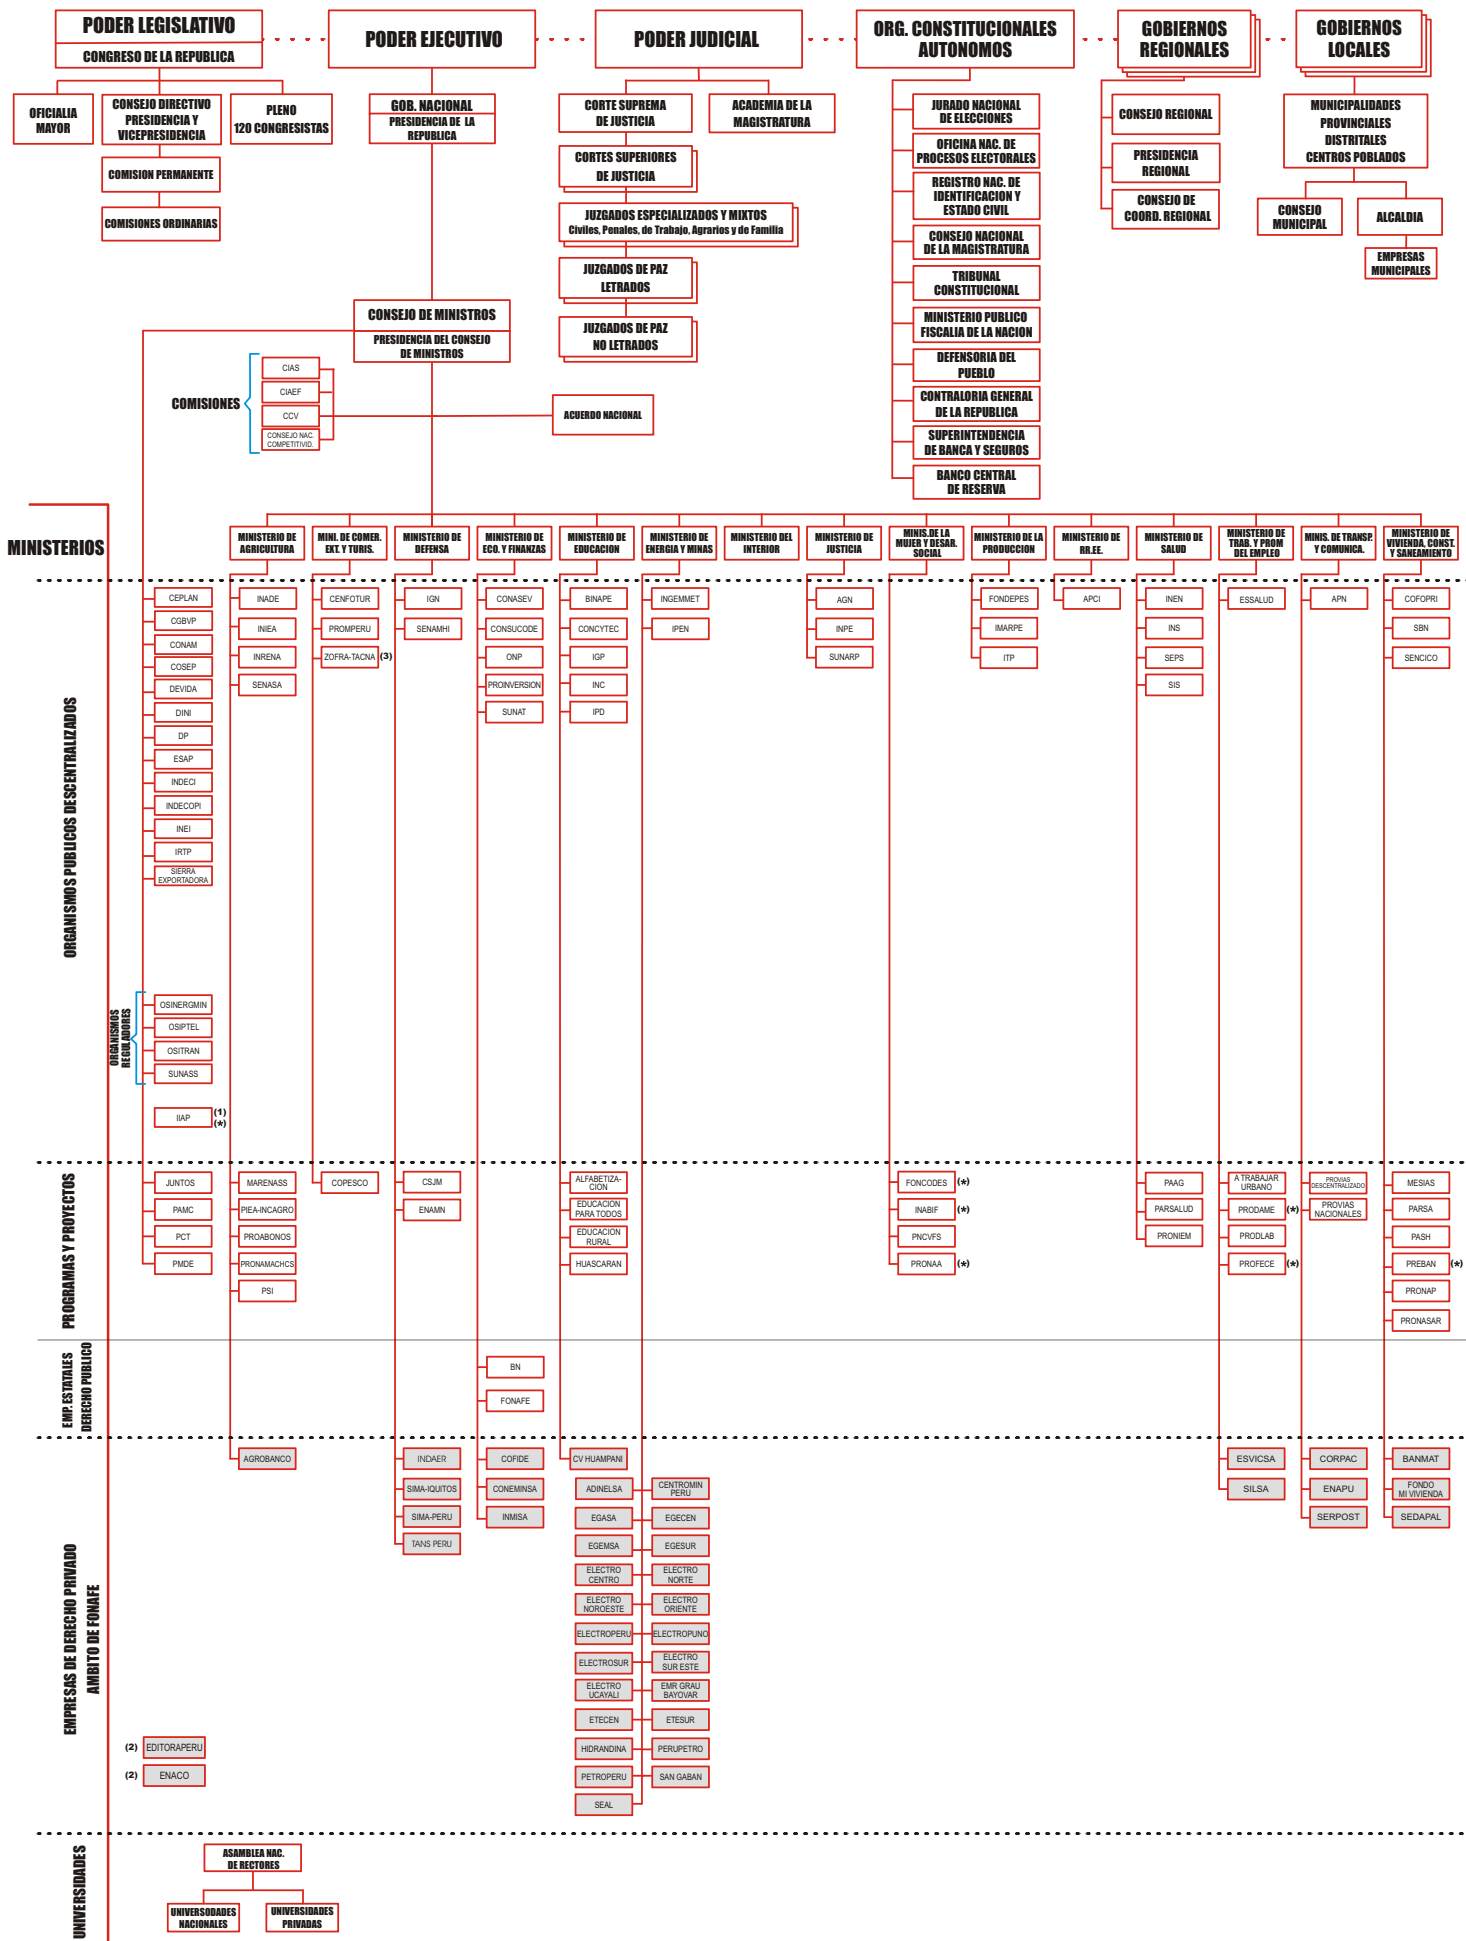 PODER LEGISLATIVO
CONGRESO DE LA REPUBLICA
PODER EJECUTIVO
PODER JUDICIAL
ORG. CONSTITUCIONALES
AUTONOMOS
GOBIERNOS
REGIONALES
GOBIERNOS
LOCALES
OFICIALIA
MAYOR
CONSEJO DIRECTIVO
PRESIDENCIA Y
VICEPRESIDENCIA
PLENO
120 CONGRESISTAS
COMISION PERMANENTE
COMISIONES ORDINARIAS
GOB. NACIONAL
PRESIDENCIA DE LA
REPUBLICA
CORTE SUPREMA
DE JUSTICIA
ACADEMIA DE LA
MAGISTRATURA
CORTES SUPERIORES
DE JUSTICIA
JUZGADOS ESPECIALIZADOS Y MIXTOS
Civiles, Penales, de Trabajo, Agrarios y de Familia
JUZGADOS DE PAZ
LETRADOS
JUZGADOS DE PAZ
NO LETRADOS
JURADO NACIONAL
DE ELECCIONES
OFICINA NAC. DE
PROCESOS ELECTORALES
REGISTRO NAC. DE
IDENTIFICACION Y
ESTADO CIVIL
CONSEJO NACIONAL
DE LA MAGISTRATURA
TRIBUNAL
CONSTITUCIONAL
MINISTERIO PUBLICO
FISCALIA DE LA NACION
DEFENSORIA DEL
PUEBLO
CONTRALORIA GENERAL
DE LA REPUBLICA
SUPERINTENDENCIA
DE BANCA Y SEGUROS
BANCO CENTRAL
DE RESERVA
CONSEJO REGIONAL
PRESIDENCIA
REGIONAL
CONSEJO DE
COORD. REGIONAL
MUNICIPALIDADES
PROVINCIALES
DISTRITALES
CENTROS POBLADOS
CONSEJO
MUNICIPAL
ALCALDIA
EMPRESAS
MUNICIPALES
CONSEJO DE MINISTROS
PRESIDENCIA DEL CONSEJO
DE MINISTROS
COMISIONES
CIAS
CIAEF
CCV
CONSEJO NAC.
COMPETITIVID.
ACUERDO NACIONAL
MINISTERIOS
MINISTERIO DE
AGRICULTURA
MINI. DE COMER.
EXT. Y TURIS.
MINISTERIO DE
DEFENSA
MINISTERIO DE
ECO. Y FINANZAS
MINISTERIO DE
EDUCACION
MINISTERIO DE
ENERGIA Y MINAS
MINISTERIO DEL
INTERIOR
MINISTERIO DE
JUSTICIA
MINIS.DE LA
MUJER Y DESAR.
SOCIAL
MINISTERIO DE LA
PRODUCCION
MINISTERIO DE
RR.EE.
MINISTERIO DE
SALUD
MINISTERIO DE
TRAB. Y PROM
DEL EMPLEO
MINIS. DE TRANSP.
Y COMUNICA.
MINISTERIO DE
VIVIENDA, CONST.
Y SANEAMIENTO
ORGANISMOS PUBLICOS DESCENTRALIZADOS
CEPLAN
CGBVP
CONAM
COSEP
DEVIDA
DINI
DP
ESAP
INDECI
INDECOPI
INEI
IRTP
SIERRA
EXPORTADORA
ORGANISMOS
REGULADORES
OSINERGMIN
OSIPTEL
OSITRAN
SUNASS
IIAP
(1)
(*)
INADE
INIEA
INRENA
SENASA
CENFOTUR
PROMPERU
ZOFRA-TACNA (3)
IGN
SENAMHI
CONASEV
CONSUCODE
ONP
PROINVERSION
SUNAT
BINAPE
CONCYTEC
IGP
INC
IPD
INGEMMET
IPEN
AGN
INPE
SUNARP
FONDEPES
IMARPE
ITP
APCI
INEN
INS
SEPS
SIS
ESSALUD
APN
COFOPRI
SBN
SENCICO
PROGRAMAS Y PROYECTOS
JUNTOS
PAMC
PCT
PMDE
MARENASS
PIEA-INCAGRO
PROABONOS
PRONAMACHCS
PSI
COPESCO
CSJM
ENAMN
ALFABETIZA-
CION
EDUCACION
PARA TODOS
EDUCACION
RURAL
HUASCARAN
FONCODES (*)
INABIF (*)
PNCVFS
PRONAA (*)
PAAG
PARSALUD
PRONIEM
A TRABAJAR
URBANO
PRODAME (*)
PRODLAB
PROFECE (*)
PROVIAS
DESCENTRALIZADO
PROVIAS
NACIONALES
MESIAS
PARSA
PASH
PREBAN (*)
PRONAP
PRONASAR
EMP. ESTATALES
DERECHO PUBLICO
BN
FONAFE
EMPRESAS DE DERECHO PRIVADO
AMBITO DE FONAFE
(2) EDITORAPERU
(2) ENACO
AGROBANCO
INDAER
SIMA-IQUITOS
SIMA-PERU
TANS PERU
COFIDE
CONEMINSA
INMISA
CV HUAMPANI
ADINELSA
CENTROMIN
PERU
EGASA
EGECEN
EGEMSA
EGESUR
ELECTRO
CENTRO
ELECTRO
NORTE
ELECTRO
NOROESTE
ELECTRO
ORIENTE
ELECTROPERU
ELECTROPUNO
ELECTROSUR
ELECTRO
SUR ESTE
ELECTRO
UCAYALI
EMR GRAU
BAYOVAR
ETECEN
ETESUR
HIDRANDINA
PERUPETRO
PETROPERU
SAN GABAN
SEAL
ESVICSA
SILSA
CORPAC
ENAPU
SERPOST
BANMAT
FONDO
MI VIVIENDA
SEDAPAL
UNIVERSIDADES
ASAMBLEA NAC.
DE RECTORES
UNIVERSODADES
NACIONALES
UNIVERSIDADES
PRIVADAS